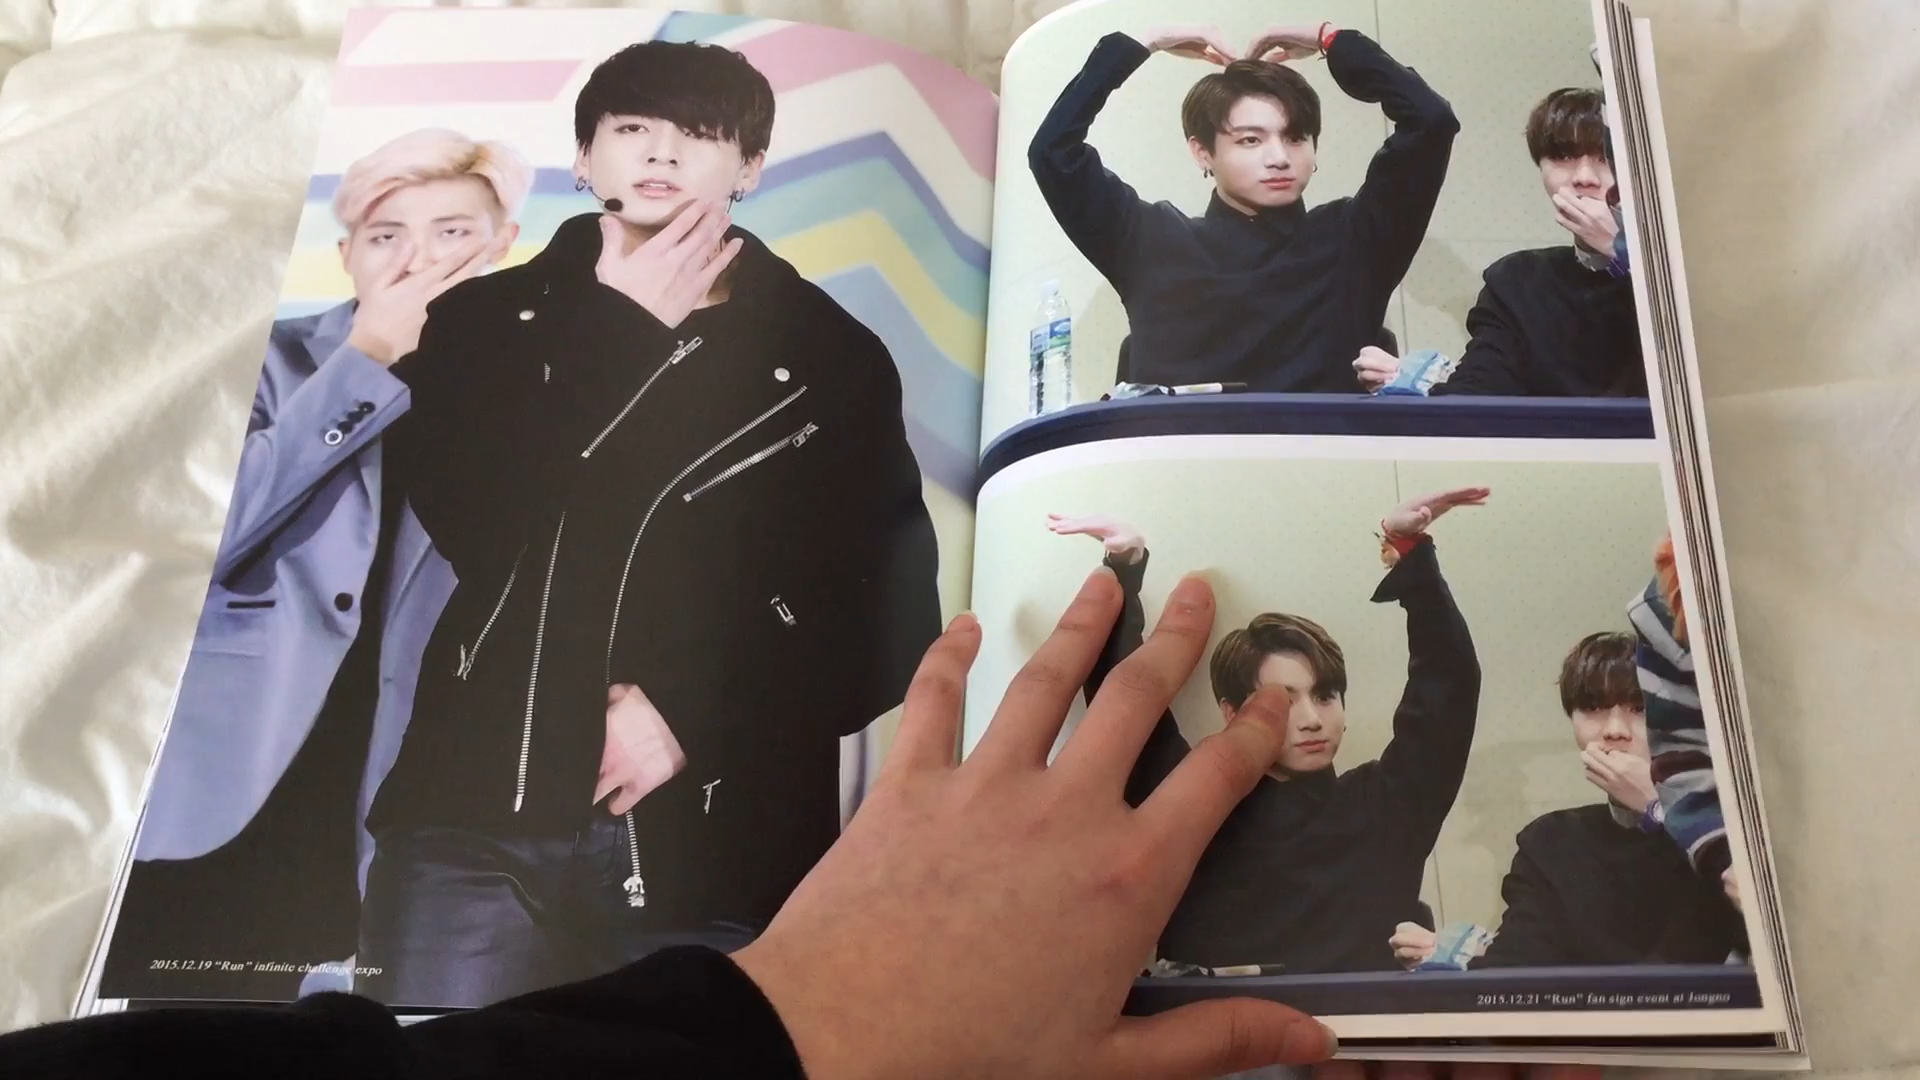 2015.12.19 “Run” infinite challenge expo
2015.12.21 “Run” fan sign event at Jongno